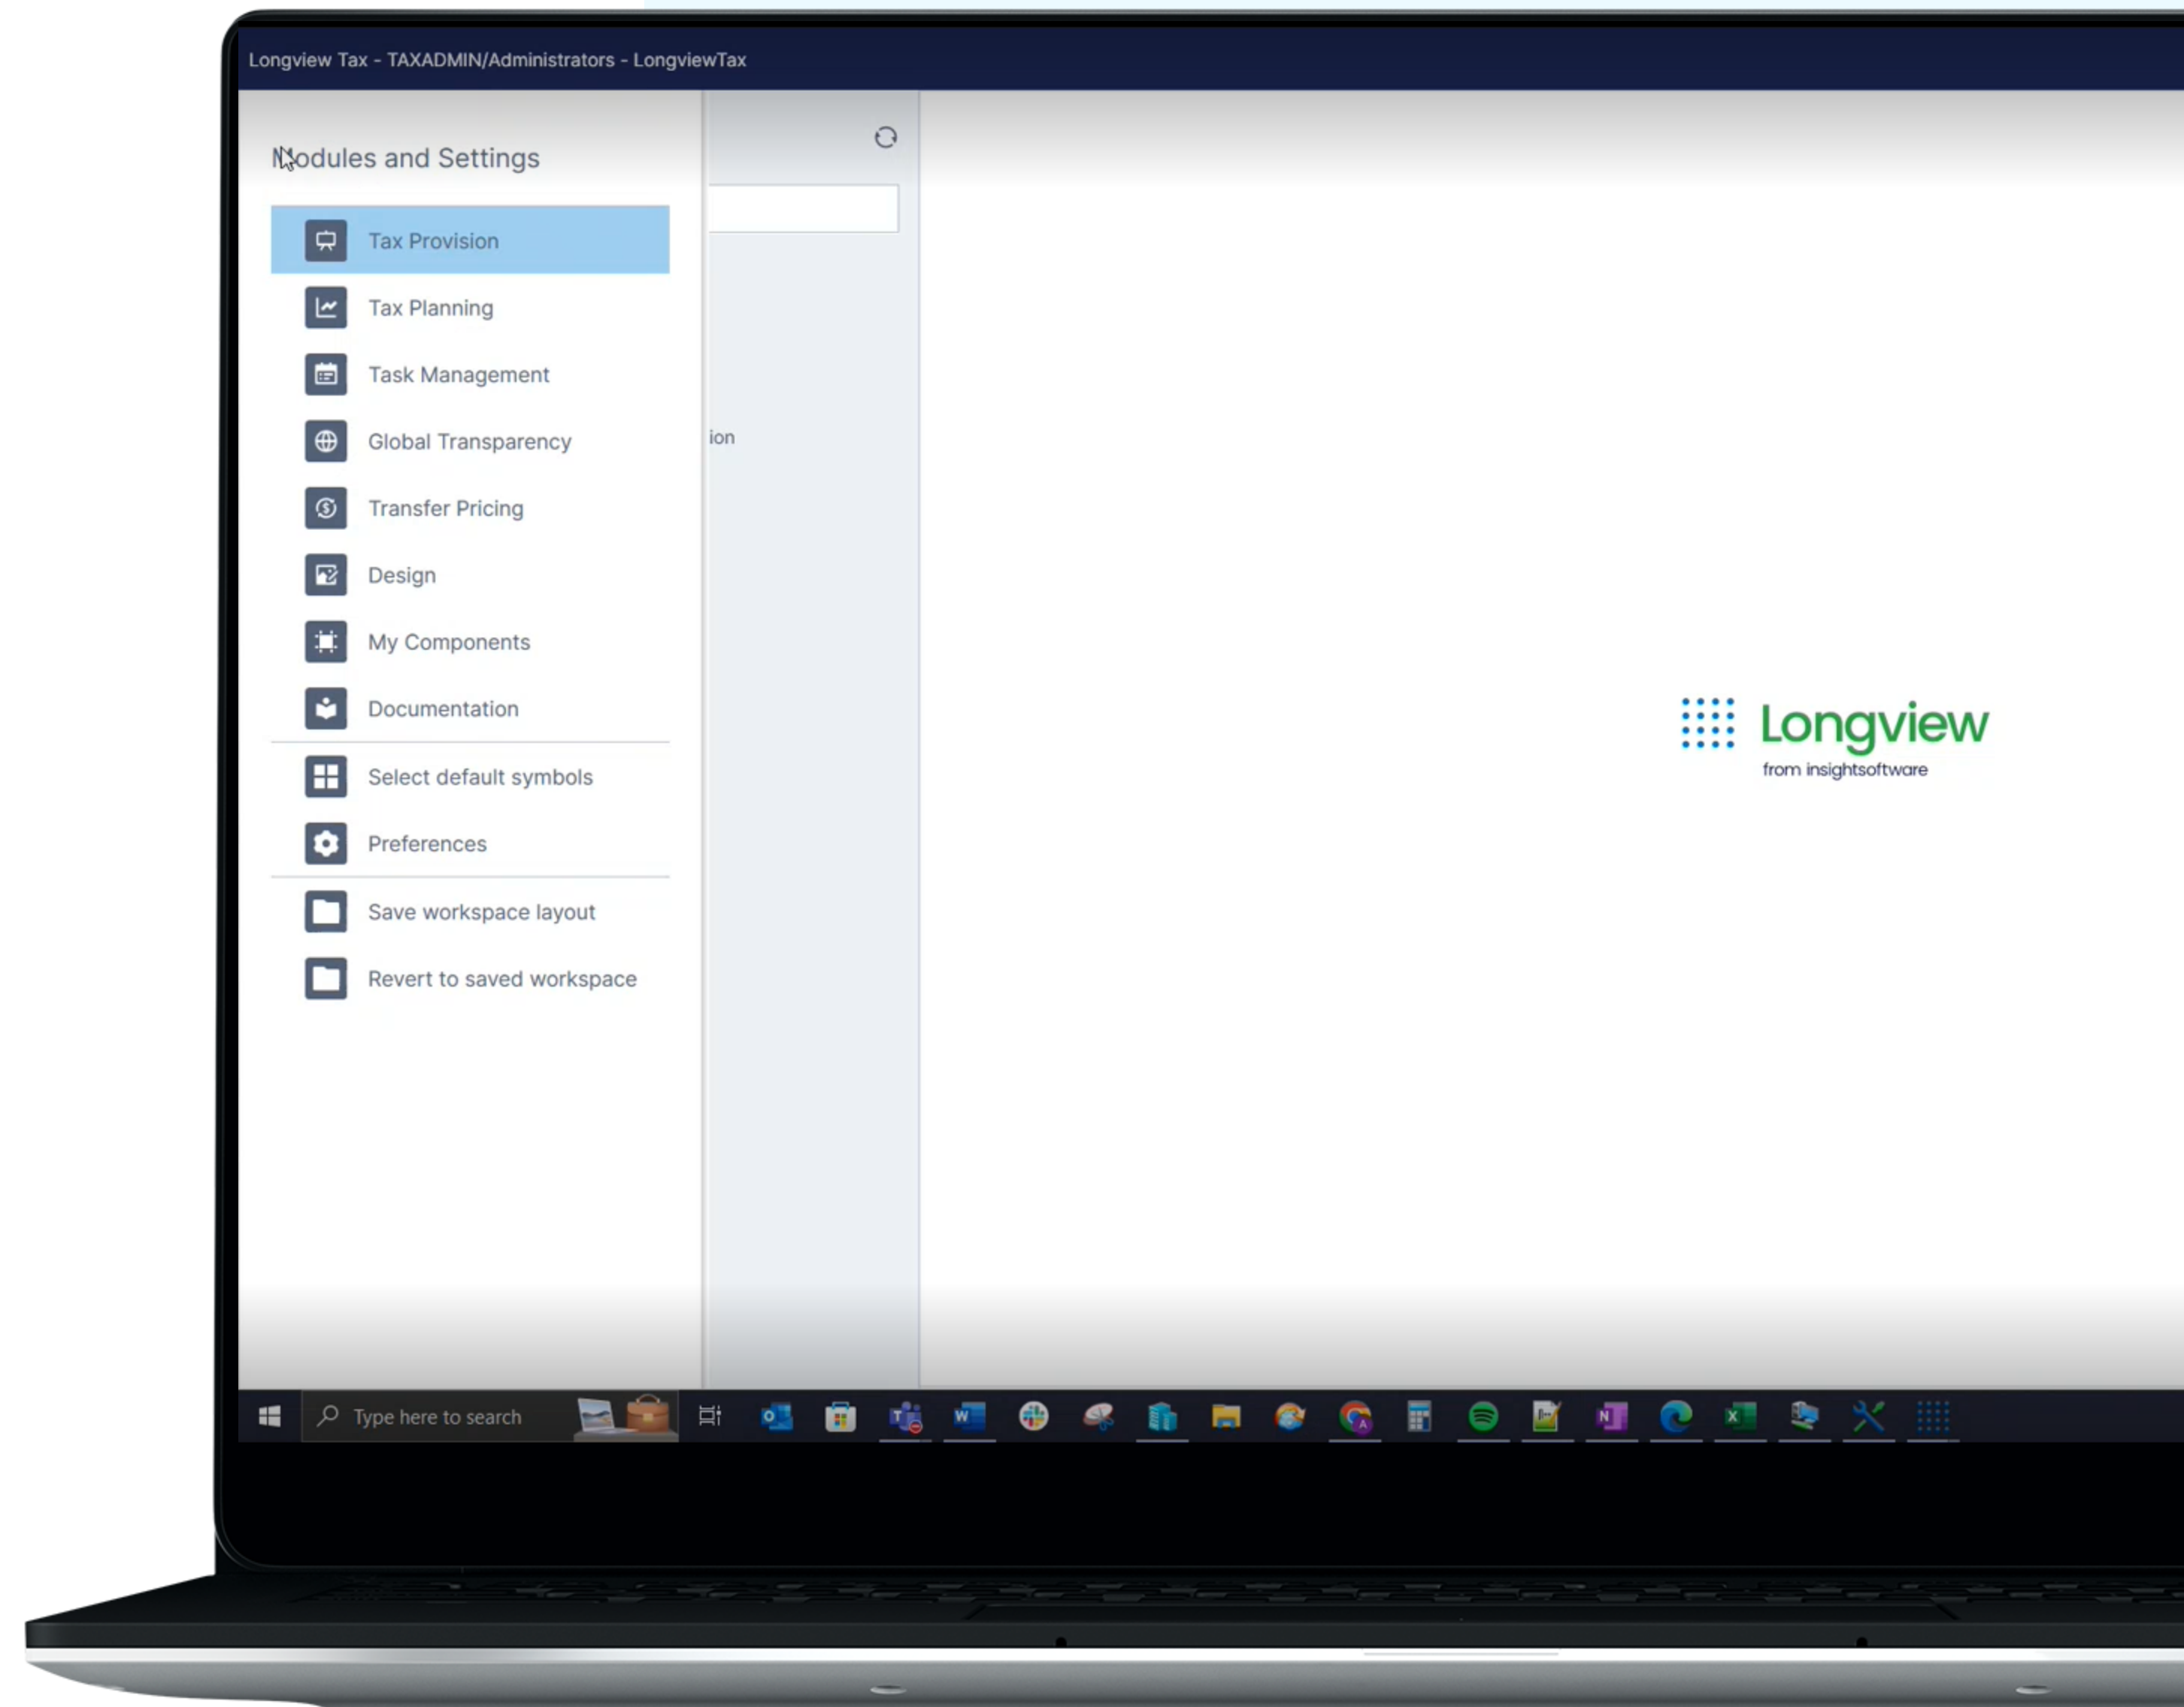 Longview Tax - TAXADMIN/Administrators - LongviewTax
Modules and Settings
Tax Provision
Tax Planning
Task Management
Global Transparency
ion
Transfer Pricing
Design
My Components
Documentation
Select default symbols
Preferences
Save workspace layout
Revert to saved workspace
Longview
from insightsoftware
Type here to search